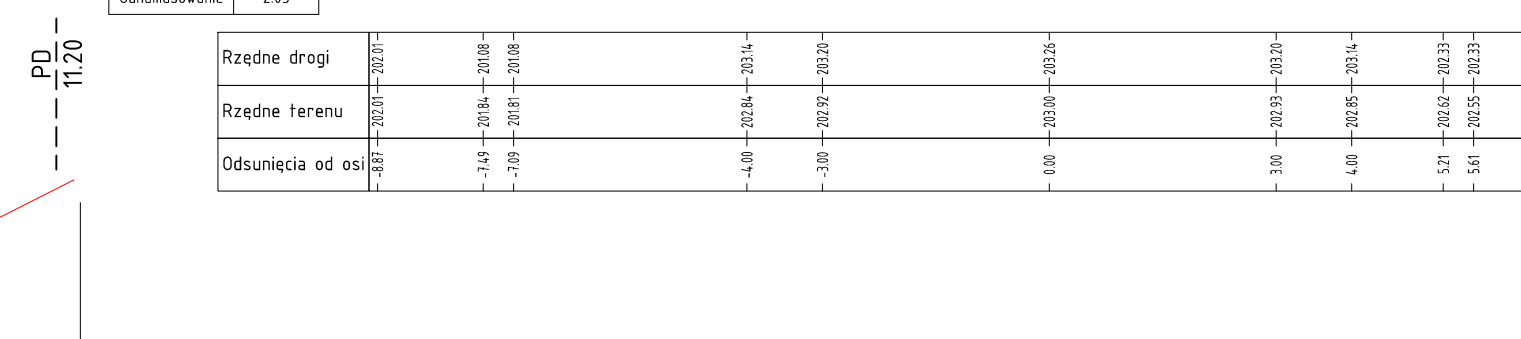 PD
11.20
Rzędne drogi 202.01 201.08 201.08 203.14 203.20 203.26 203.20 203.14 202.33 202.33
Rzędne terenu 202.01 201.84 201.81 202.84 202.92 203.00 202.93 202.85 202.62 202.55
Odsunięcia od osi -8.87 -7.49 -7.09 -4.00 -3.00 0.00 3.00 4.00 5.21 5.61